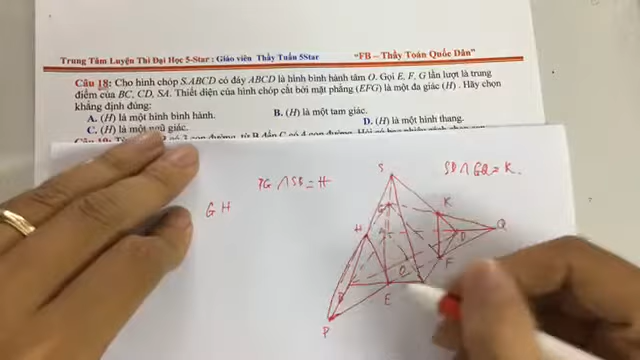 Trung Tâm Luyện Thi Đại Học 5-Star : Giáo viên Thầy Tuấn 5Star "FB – Thầy Toán Quốc Dân"
Câu 18: Cho hình chóp S.ABCD có đáy ABCD là hình bình hành tâm O. Gọi E, F, G lần lượt là trung
điểm của BC, CD, SA. Thiết diện của hình chóp cắt bởi mặt phẳng (EFG) là một đa giác (H) . Hãy chọn
khẳng định đúng:
A. (H) là một hình bình hành. B. (H) là một tam giác.
C. (H) là một ngũ giác. D. (H) là một hình thang.
PG ∩ SB = H
SD ∩ GQ = K.
G H
S
G
K
H
Q
A
D
O
F
B
E
P